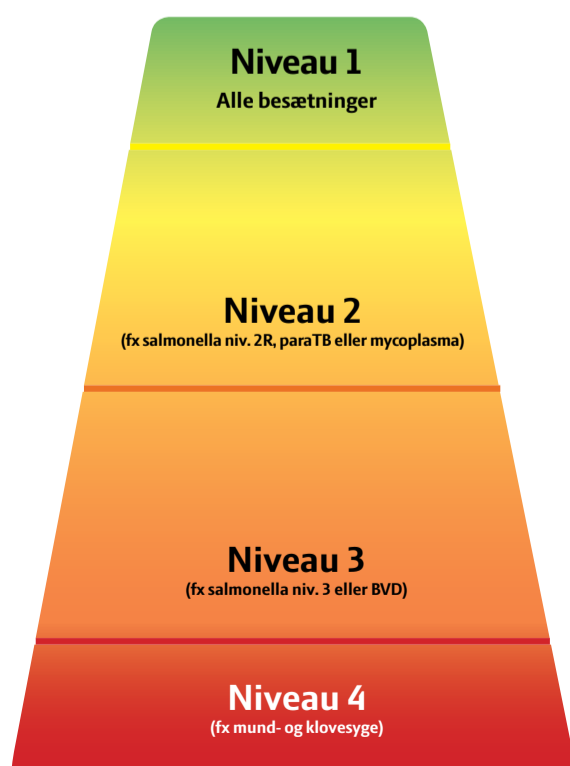 Niveau 1
Alle besætninger
Niveau 2
(fx salmonella niv. 2R, paraTB eller mycoplasma)
Niveau 3
(fx salmonella niv. 3 eller BVD)
Niveau 4
(fx mund- og klovesyge)